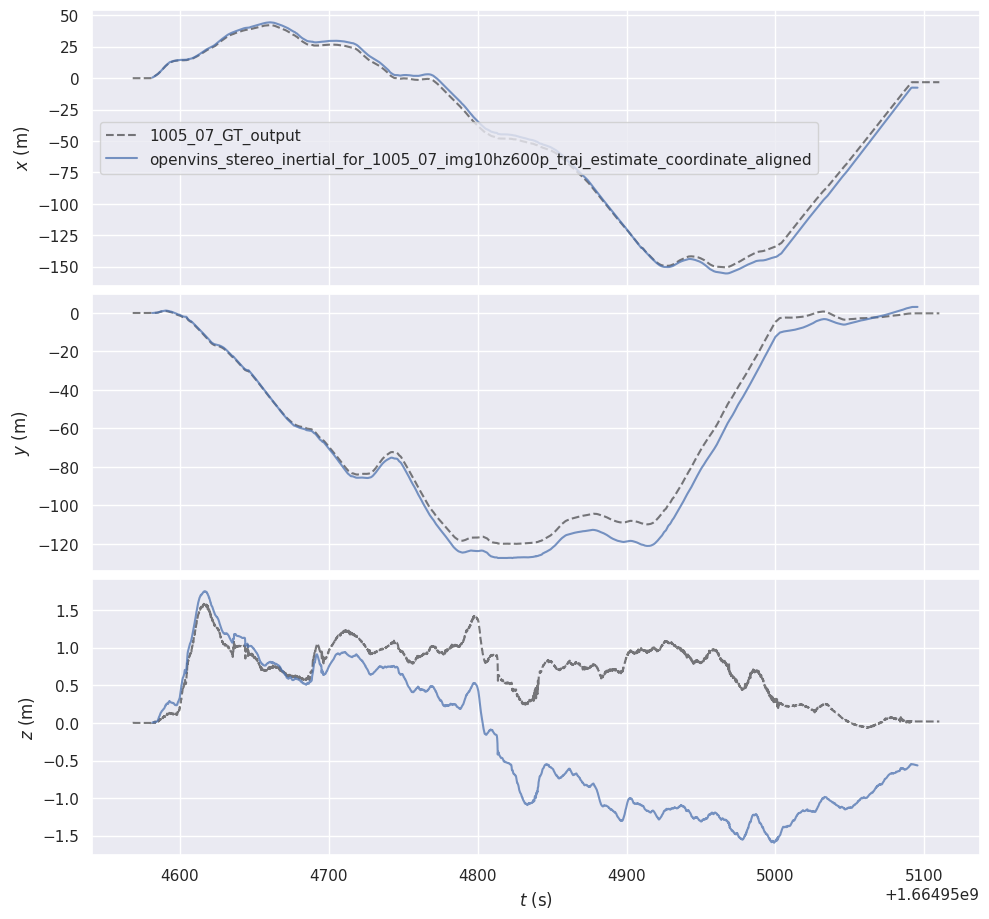 50
25
0
−25
−50
−75
−100
−125
−150
x (m)
1005_07_GT_output
openvins_stereo_inertial_for_1005_07_img10hz600p_traj_estimate_coordinate_aligned
0
−20
−40
−60
−80
−100
−120
y (m)
1.5
1.0
0.5
0.0
−0.5
−1.0
−1.5
z (m)
4600 4700 4800 4900 5000 5100
t (s)
+1.66495e9